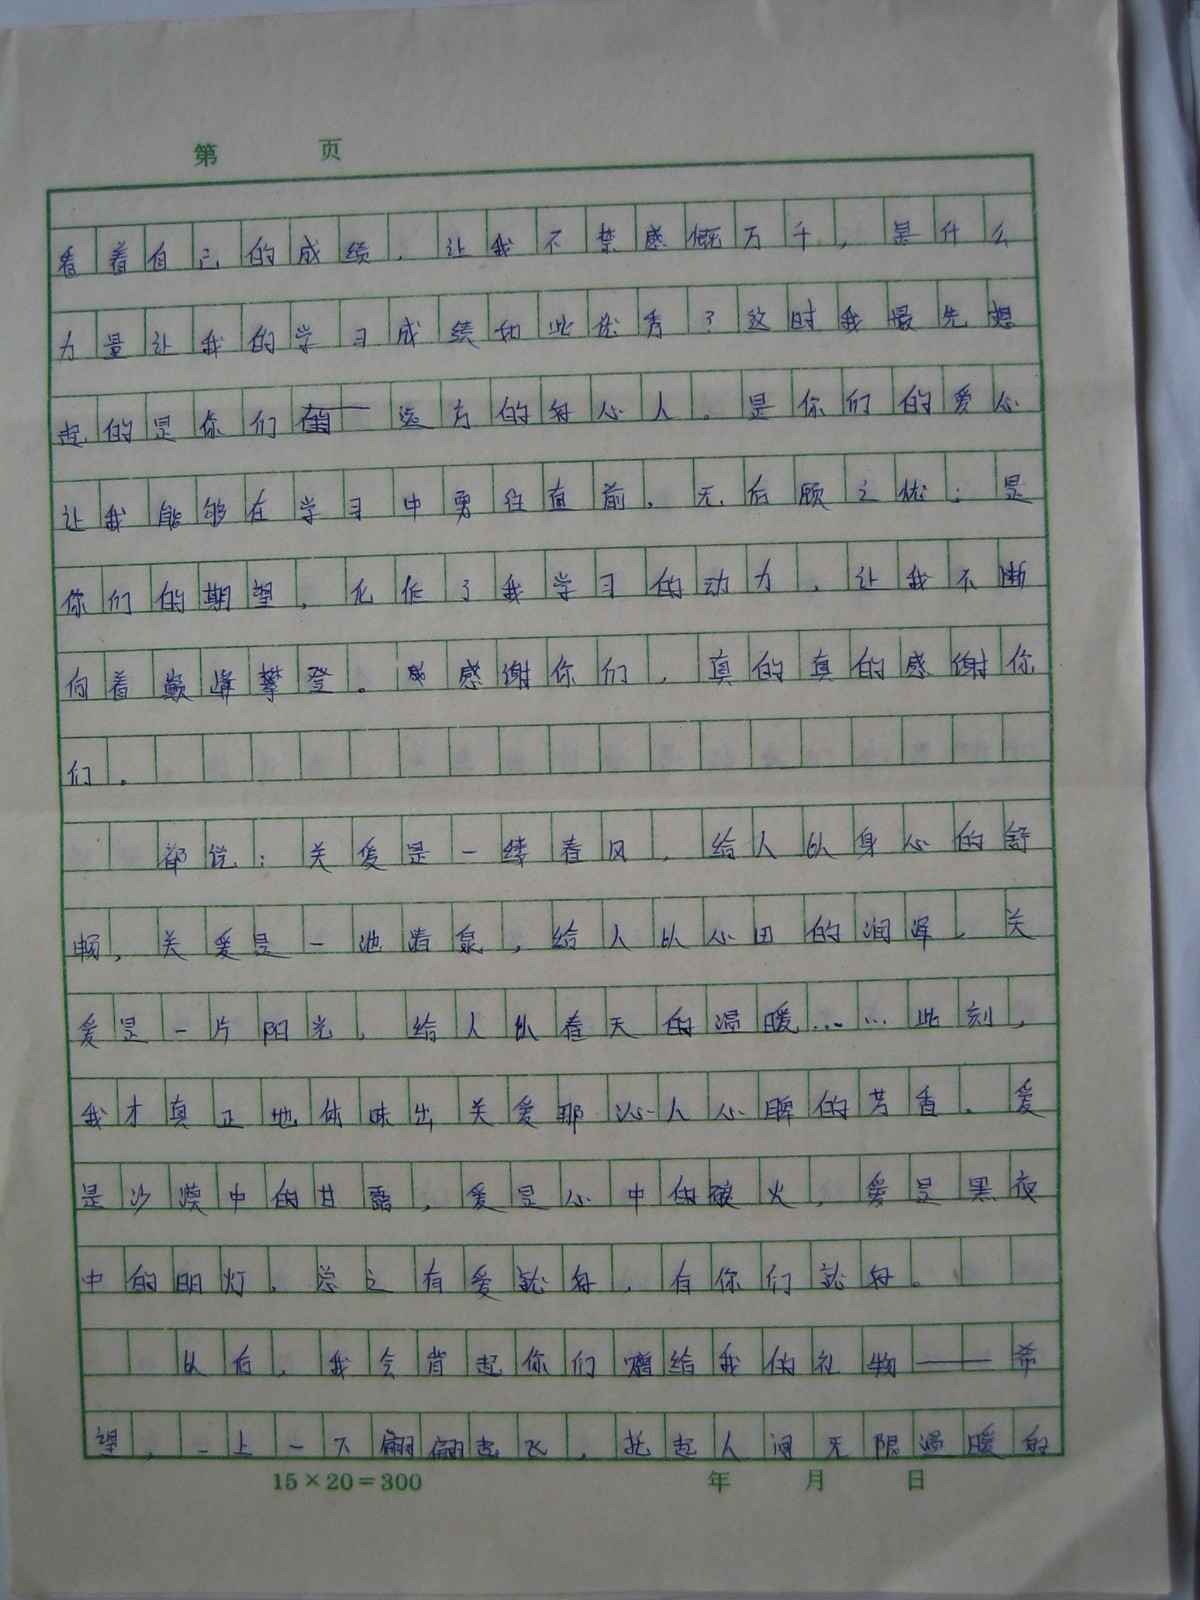 第 页
看着自己的成绩，让我不禁感慨万千，是什么
力量让我的学习成绩如此优秀？这时我最先想
起的是你们——远方的好心人。是你们的爱心
让我能够在学习中勇往直前，无后顾之忧；是
你们的期望，化作了我学习的动力，让我不断
向着巅峰攀登。感谢你们，真的真的感谢你
们。
都说：关爱是一缕春风，给人以身心的舒
畅，关爱是一池清泉，给人以心田的润泽，关
爱是一片阳光，给人以春天的温暖……此刻，
我才真正地体味出关爱那沁人心脾的芳香。爱
是沙漠中的甘露，爱是心中的火，爱是黑夜
中的明灯，总之有爱就好，有你们就好。
以后，我会背起你们赠给我的礼物——希
望，一上一下翩翩起飞，托起人间无限温暖的
15×20=300 年 月 日